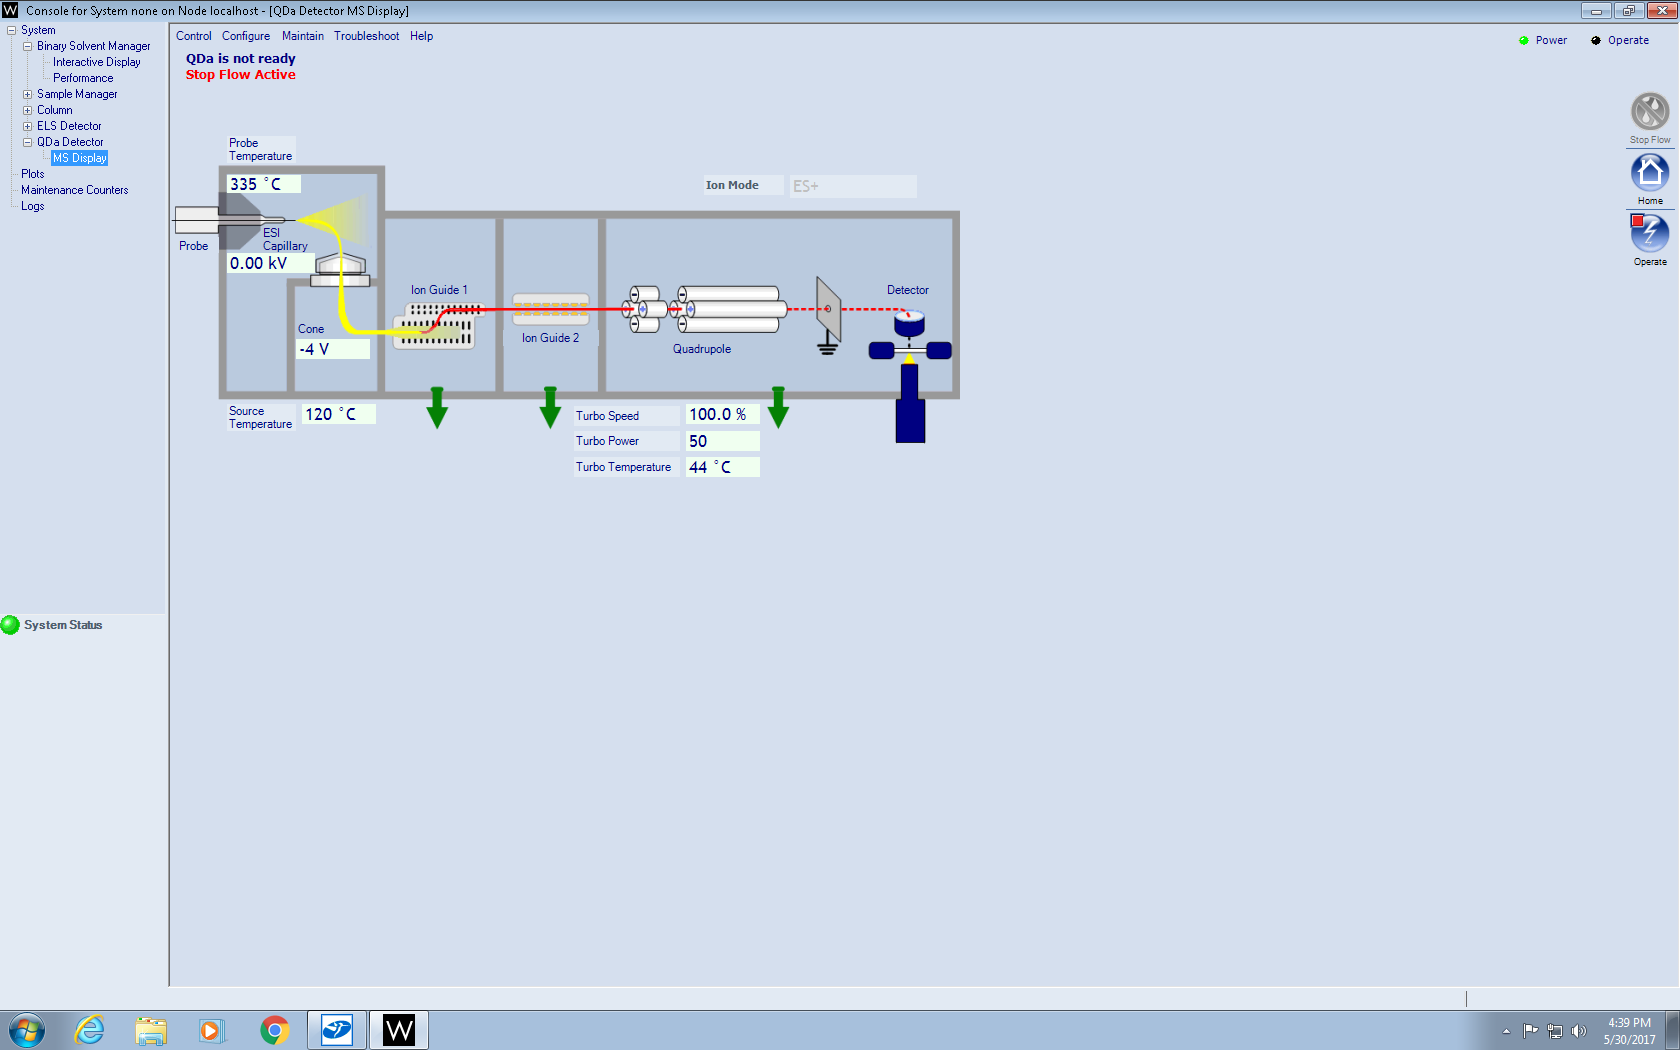 W Console for System none on Node localhost - [QDa Detector MS Display]
System
Binary Solvent Manager
Interactive Display
Performance
Sample Manager
Column
ELS Detector
QDa Detector
MS Display
Plots
Maintenance Counters
Logs
System Status
Control Configure Maintain Troubleshoot Help
QDa is not ready
Stop Flow Active
Power Operate
Stop Flow
Home
Operate
Probe
Temperature
335 °C
Ion Mode ES+
Probe
ESI
Capillary
0.00 kV
Cone
-4 V
Ion Guide 1
Ion Guide 2
Quadrupole
Detector
Source
Temperature
120 °C
Turbo Speed 100.0 %
Turbo Power 50
Turbo Temperature 44 °C
W
4:39 PM
5/30/2017